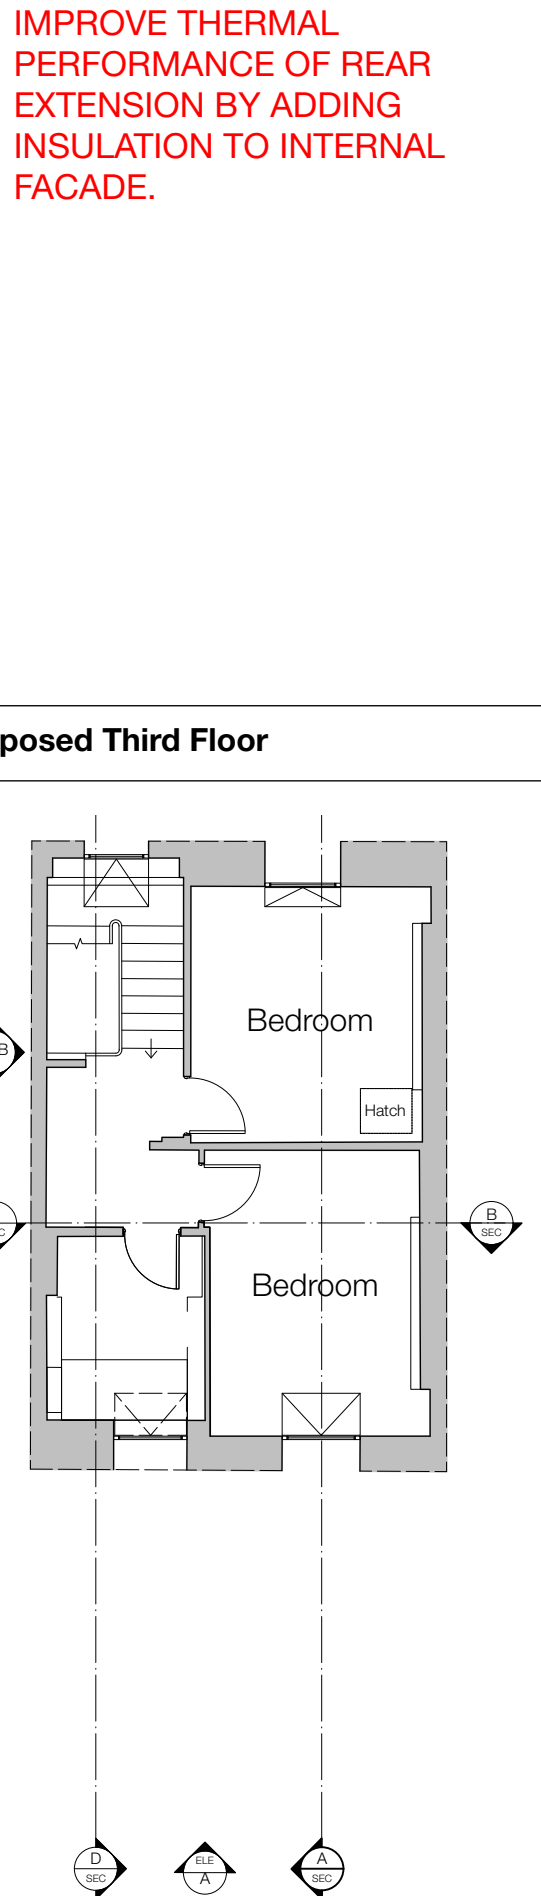 IMPROVE THERMAL
PERFORMANCE OF REAR
EXTENSION BY ADDING
INSULATION TO INTERNAL
FACADE.
posed Third Floor
Bedroom
B
Hatch
B
SEC
C
Bedroom
D
SEC
ELE
A
A
SEC